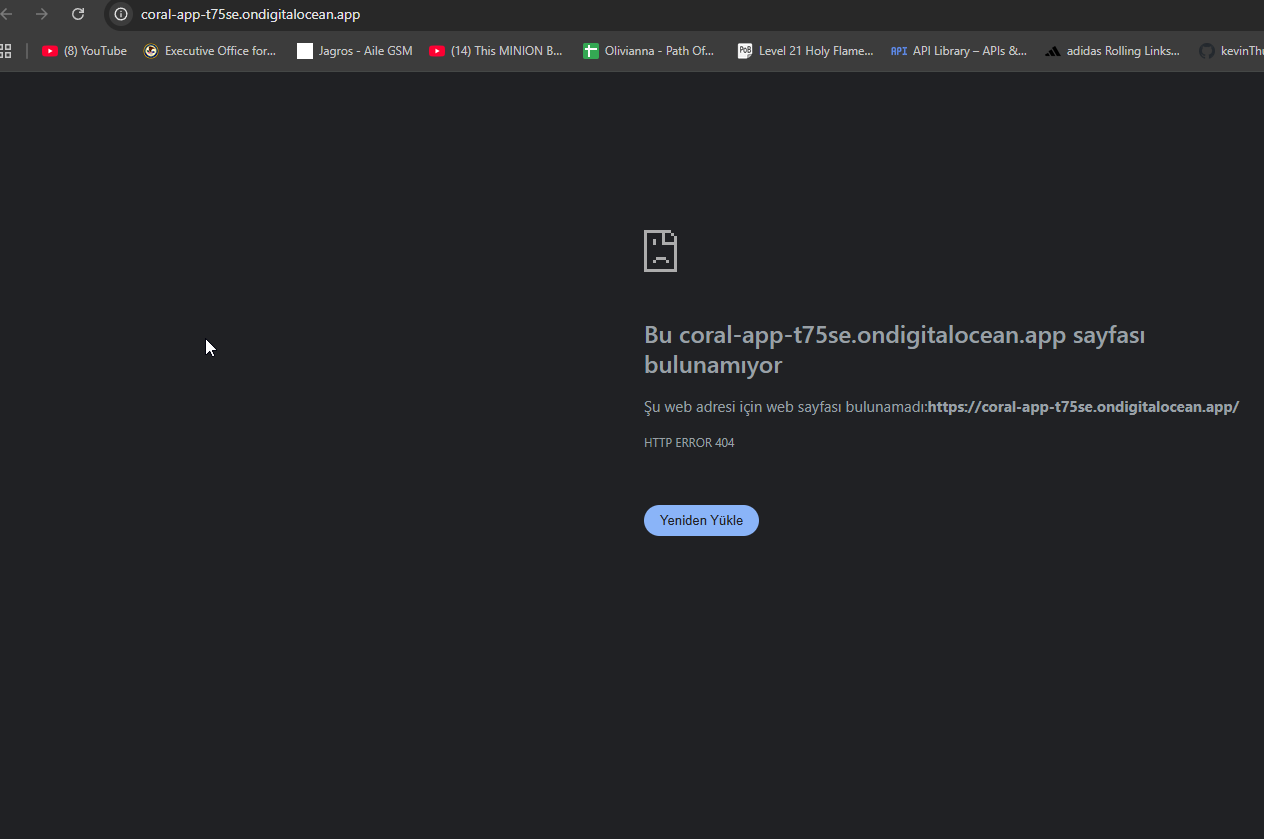 coral-app-t75se.ondigitalocean.app
(8) YouTube
Executive Office for...
Jagros - Aile GSM
(14) This MINION B...
Olivianna - Path Of...
PoB
Level 21 Holy Flame...
API
API Library – APIs &...
adidas Rolling Links...
kevinThu
Bu coral-app-t75se.ondigitalocean.app sayfası
bulunamıyor
Şu web adresi için web sayfası bulunamadı:https://coral-app-t75se.ondigitalocean.app/
HTTP ERROR 404
Yeniden Yükle